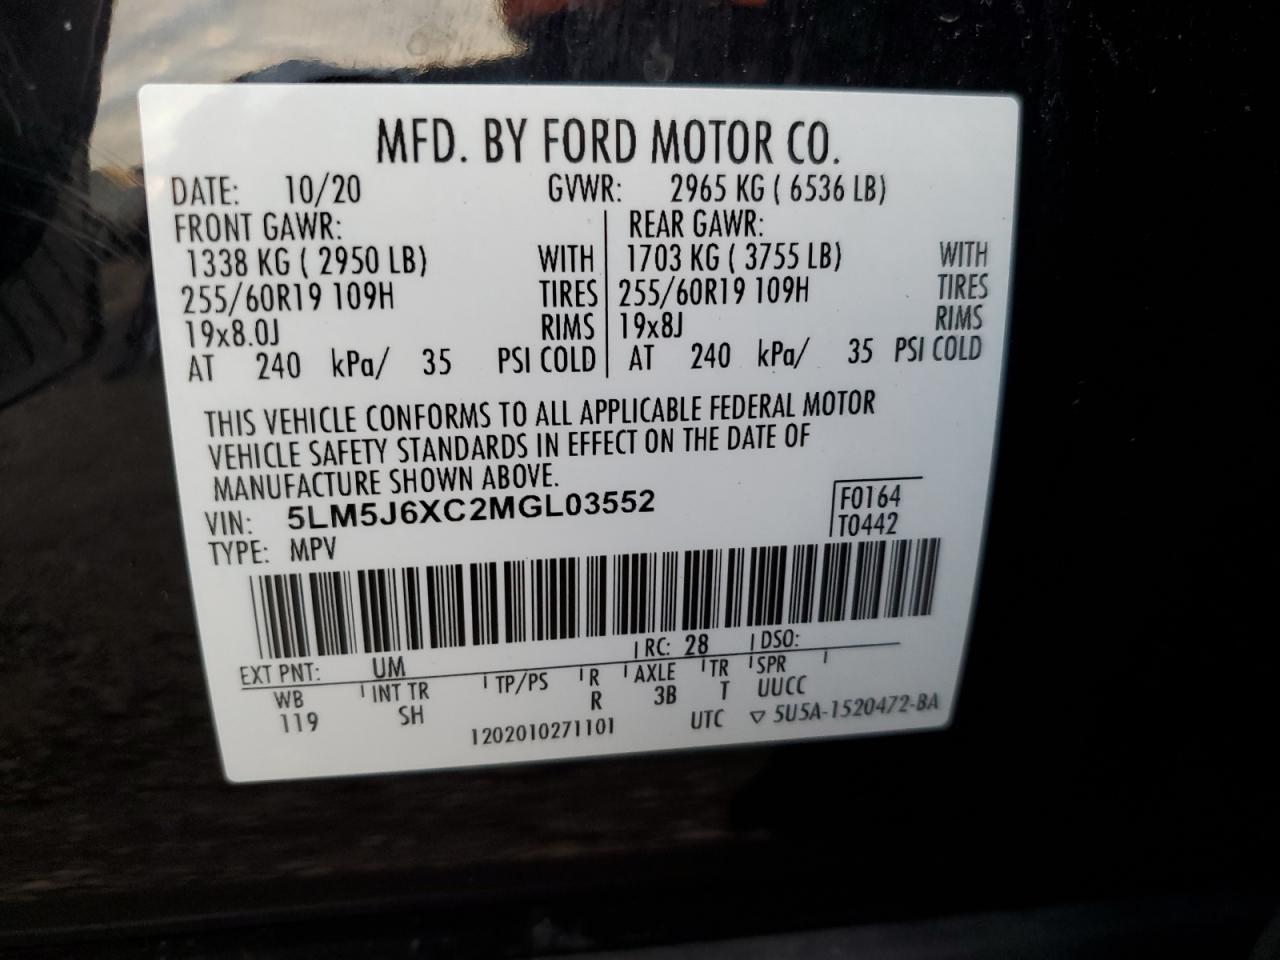 MFD. BY FORD MOTOR CO.
DATE: 10/20 GVWR: 2965 KG ( 6536 LB)
FRONT GAWR: REAR GAWR:
1338 KG ( 2950 LB) WITH 1703 KG ( 3755 LB) WITH
255/60R19 109H TIRES 255/60R19 109H TIRES
19x8.0J RIMS 19x8J RIMS
AT 240 kPa/ 35 PSI COLD AT 240 kPa/ 35 PSI COLD
THIS VEHICLE CONFORMS TO ALL APPLICABLE FEDERAL MOTOR
VEHICLE SAFETY STANDARDS IN EFFECT ON THE DATE OF
MANUFACTURE SHOWN ABOVE.
VIN: 5LM5J6XC2MGL03552 F0164
TYPE: MPV T0442
EXT PNT: UM RC: 28 DSO:
WB INT TR TP/PS R AXLE TR SPR
119 SH R 3B T UUCC
1202010271101 UTC ▽ 5U5A-1520472-BA